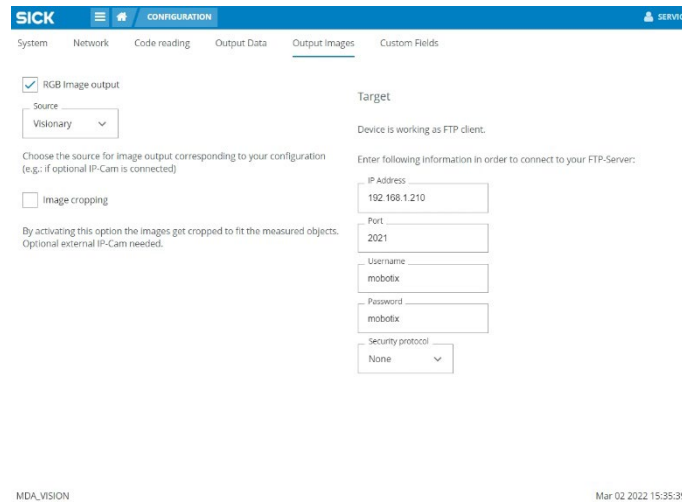 SICK
CONFIGURATION
SERVIC
System Network Code reading Output Data Output Images Custom Fields
RGB Image output
Source
Visionary
Choose the source for image output corresponding to your configuration
(e.g.: if optional IP-Cam is connected)
Image cropping
By activating this option the images get cropped to fit the measured objects.
Optional external IP-Cam needed.
Target
Device is working as FTP client.
Enter following information in order to connect to your FTP-Server:
IP Address
192.168.1.210
Port
2021
Username
mobotix
Password
mobotix
Security protocol
None
MDA_VISION
Mar 02 2022 15:35:35